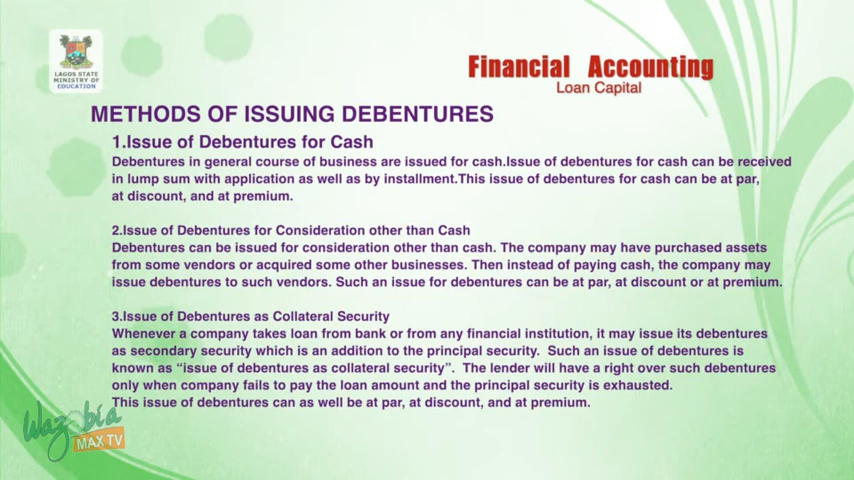 LAGOS STATE
MINISTRY OF
EDUCATION
Financial Accounting
Loan Capital
METHODS OF ISSUING DEBENTURES
1.Issue of Debentures for Cash
Debentures in general course of business are issued for cash.Issue of debentures for cash can be received
in lump sum with application as well as by installment.This issue of debentures for cash can be at par,
at discount, and at premium.
2.Issue of Debentures for Consideration other than Cash
Debentures can be issued for consideration other than cash. The company may have purchased assets
from some vendors or acquired some other businesses. Then instead of paying cash, the company may
issue debentures to such vendors. Such an issue for debentures can be at par, at discount or at premium.
3.Issue of Debentures as Collateral Security
Whenever a company takes loan from bank or from any financial institution, it may issue its debentures
as secondary security which is an addition to the principal security. Such an issue of debentures is
known as “issue of debentures as collateral security”. The lender will have a right over such debentures
only when company fails to pay the loan amount and the principal security is exhausted.
This issue of debentures can as well be at par, at discount, and at premium.
Wazobia
MAX TV